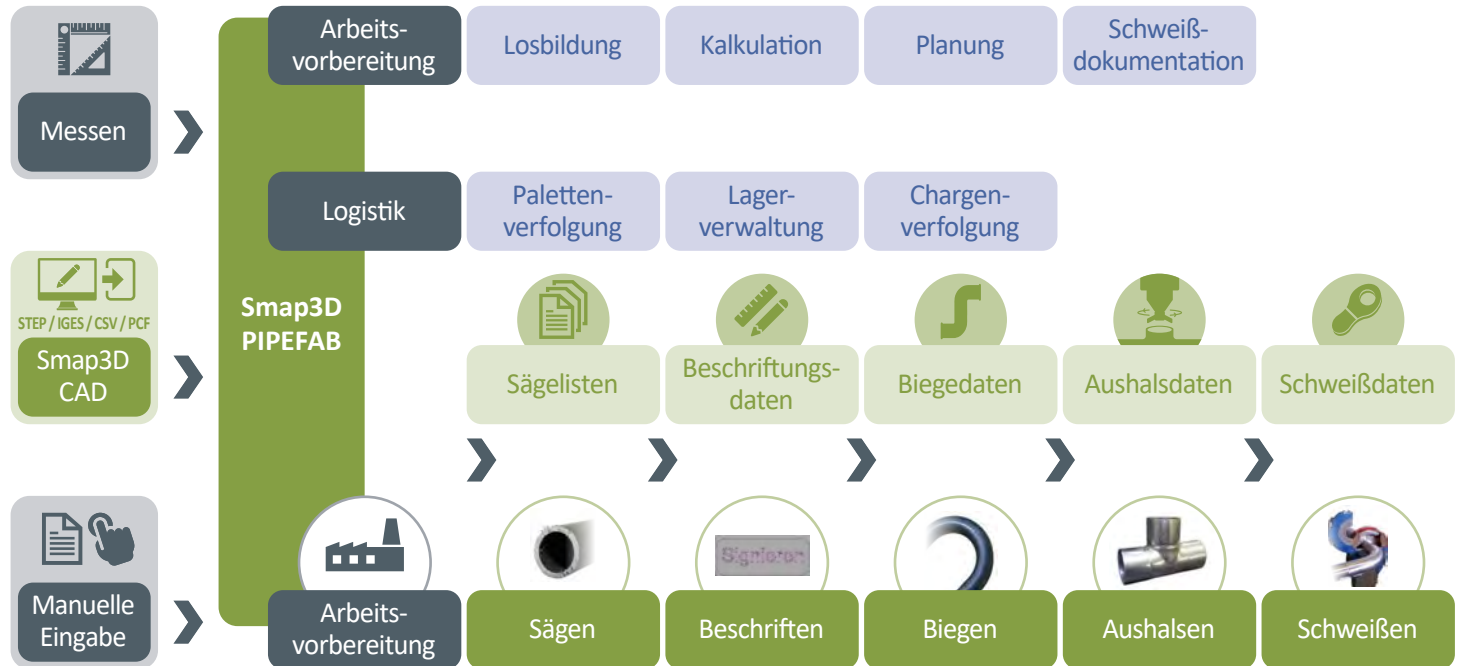 Arbeits-
vorbereitung
Losbildung
Kalkulation
Planung
Schweiß-
dokumentation
Messen
Logistik
Paletten-
verfolgung
Lager-
verwaltung
Chargen-
verfolgung
STEP / IGES / CSV / PCF
Smap3D
CAD
Smap3D
PIPEFAB
Sägelisten
Beschriftungs-
daten
Biegedaten
Aushalsdaten
Schweißdaten
Signieren
Manuelle
Eingabe
Arbeits-
vorbereitung
Sägen
Beschriften
Biegen
Aushalsen
Schweißen